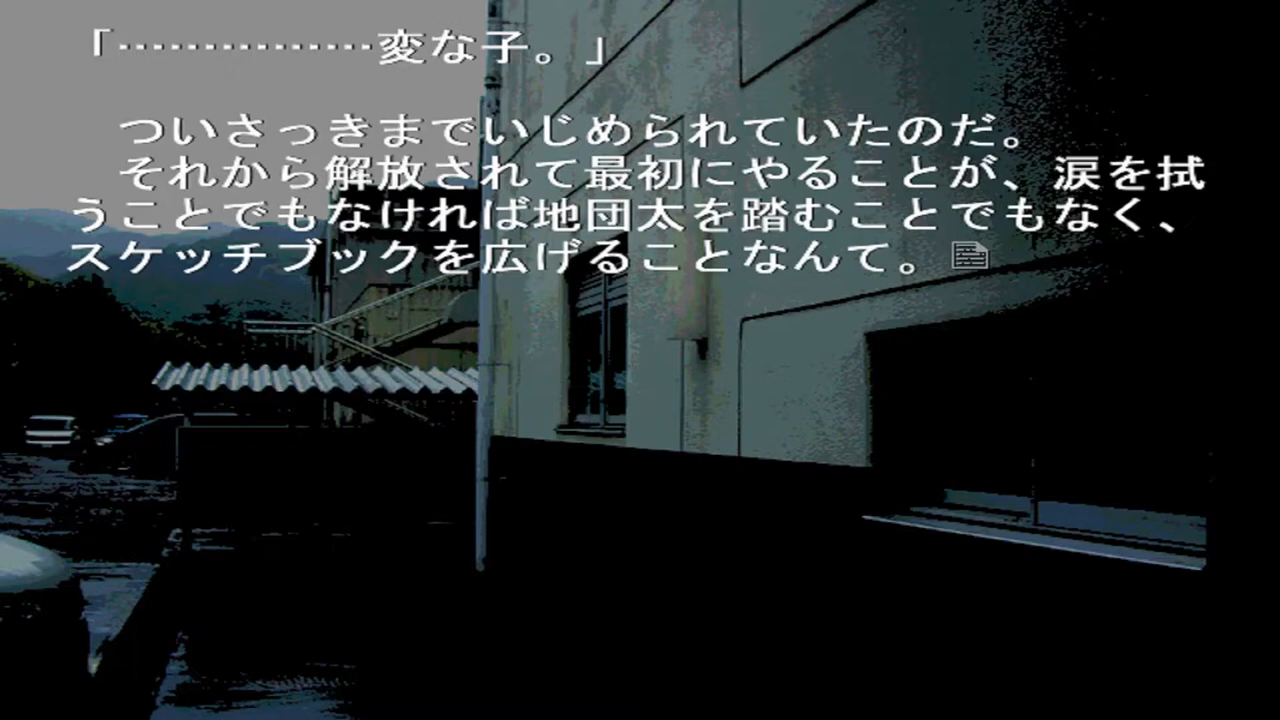 「……………変な子。」
　ついさっきまでいじめられていたのだ。
　それから解放されて最初にやることが、涙を拭
うことでもなければ地団太を踏むことでもなく、
スケッチブックを広げることなんて。